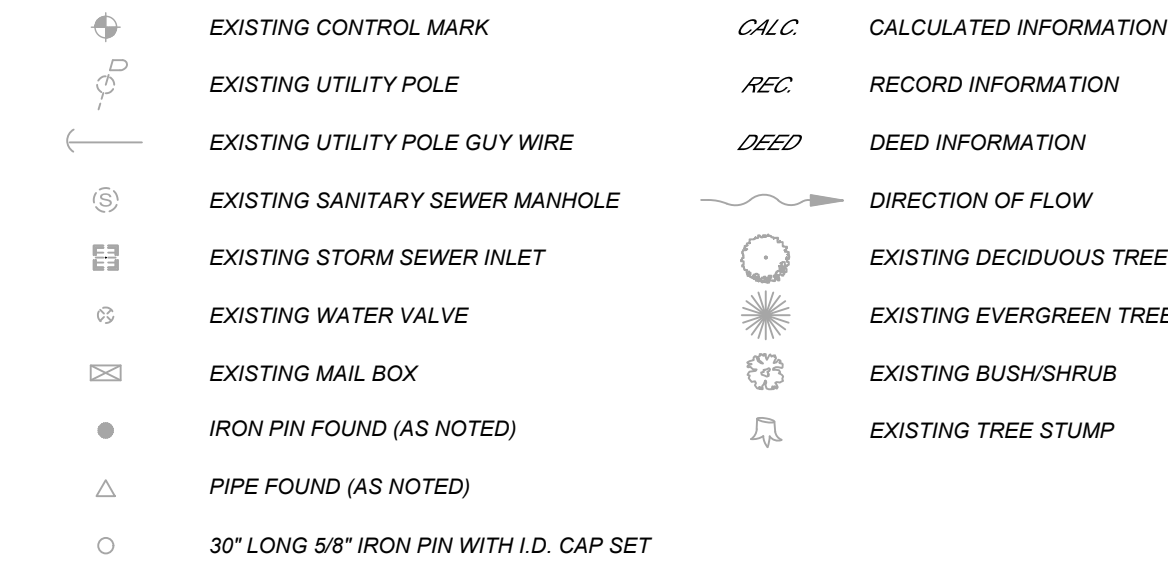 EXISTING CONTROL MARK
EXISTING UTILITY POLE
EXISTING UTILITY POLE GUY WIRE
S EXISTING SANITARY SEWER MANHOLE
EXISTING STORM SEWER INLET
EXISTING WATER VALVE
EXISTING MAIL BOX
IRON PIN FOUND (AS NOTED)
PIPE FOUND (AS NOTED)
30" LONG 5/8" IRON PIN WITH I.D. CAP SET
CALC. CALCULATED INFORMATION
REC. RECORD INFORMATION
DEED DEED INFORMATION
DIRECTION OF FLOW
EXISTING DECIDUOUS TREE
EXISTING EVERGREEN TREE
EXISTING BUSH/SHRUB
EXISTING TREE STUMP